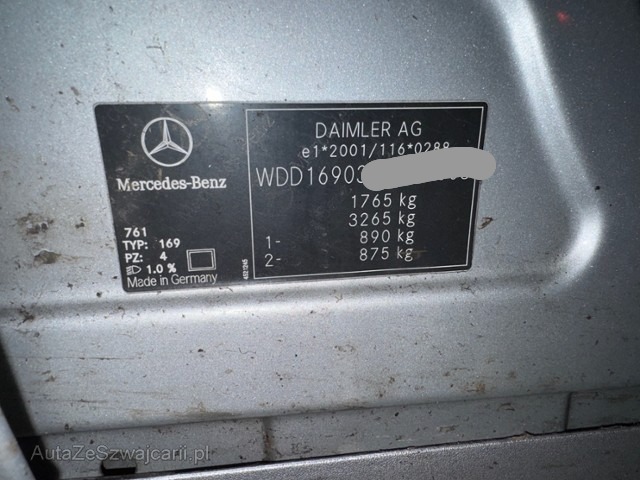 Mercedes-Benz
761
TYP: 169
PZ: 4
1.0 %
Made in Germany
DAIMLER AG
e1*2001/116*0288
WDD16903
1765 kg
3265 kg
1- 890 kg
2- 875 kg
AutaZeSzwajcarii.pl